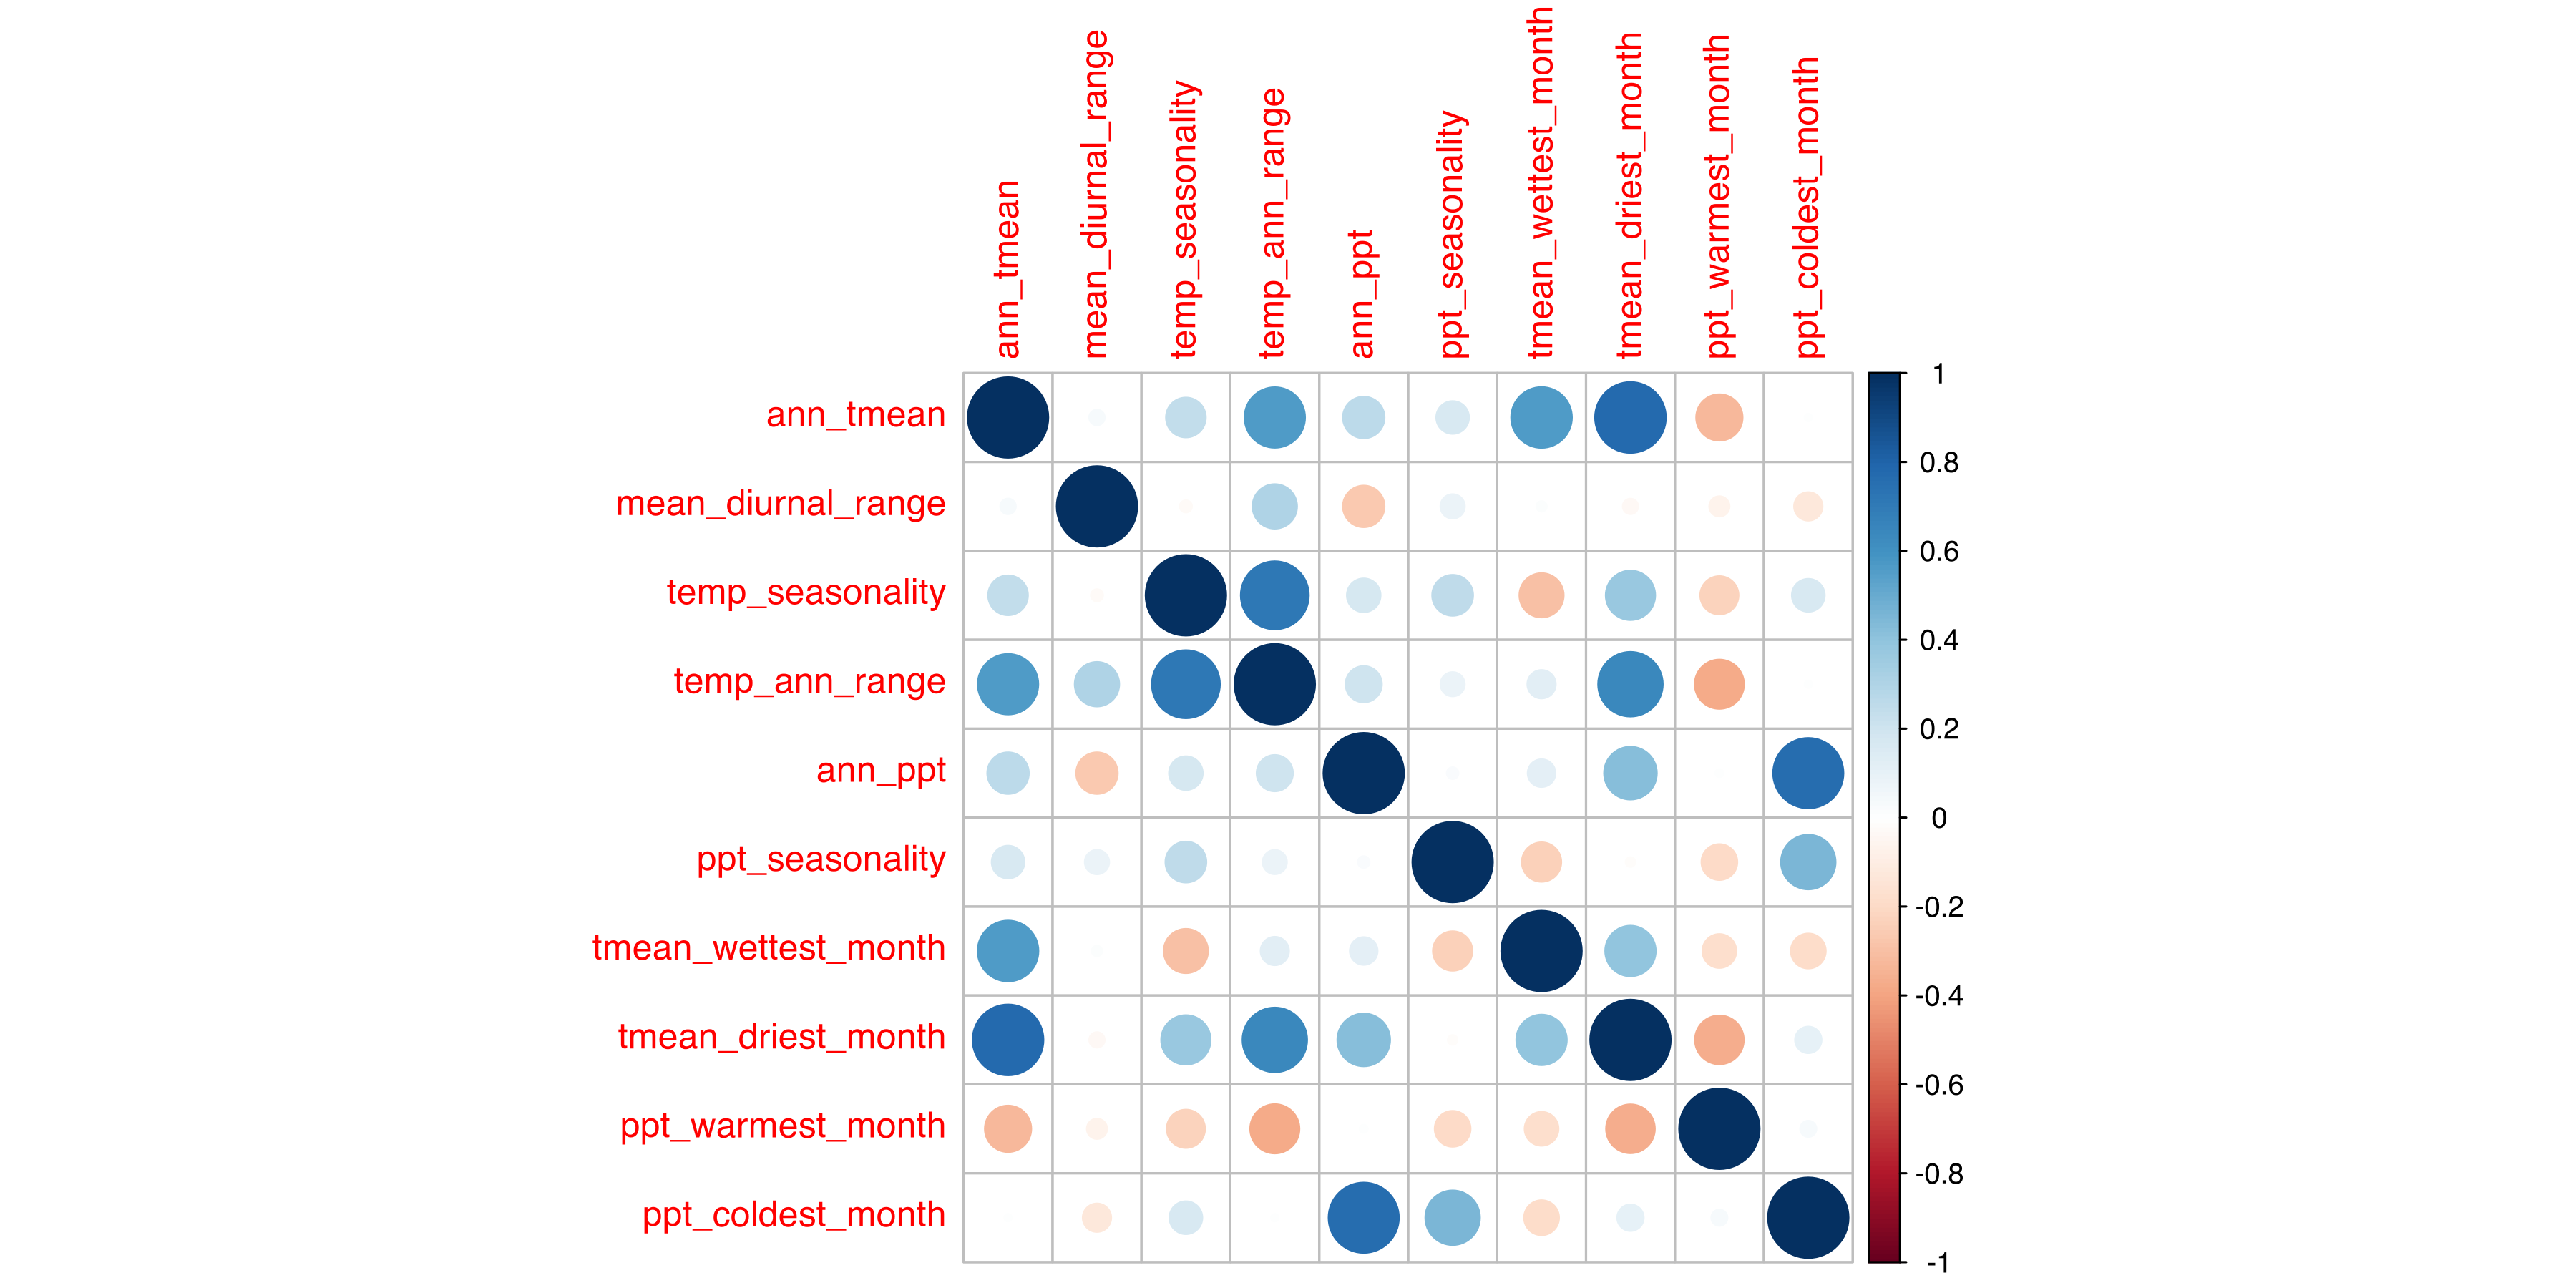 ann_tmean
mean_diurnal_range
temp_seasonality
temp_ann_range
ann_ppt
ppt_seasonality
tmean_wettest_month
tmean_driest_month
ppt_warmest_month
ppt_coldest_month
ann_tmean
mean_diurnal_range
temp_seasonality
temp_ann_range
ann_ppt
ppt_seasonality
tmean_wettest_month
tmean_driest_month
ppt_warmest_month
ppt_coldest_month
1
0.8
0.6
0.4
0.2
0
-0.2
-0.4
-0.6
-0.8
-1